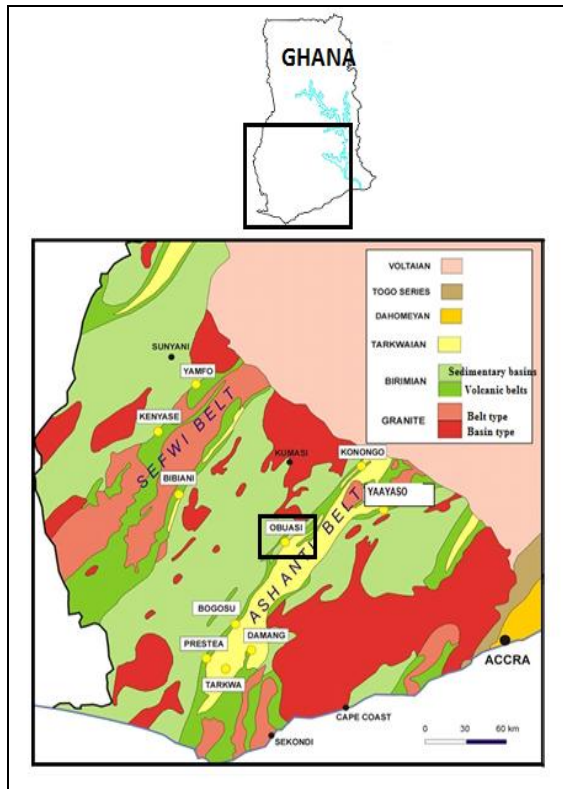 GHANA
VOLTAIAN
TOGO SERIES
DAHOMEYAN
TARKWAIAN
BIRIMIAN
Sedimentary basins
Volcanic belts
GRANITE
Belt type
Basin type
SUNYANI
YAMFO
KENYASE
SEFWI BELT
BIBIANI
KUMASI
KONONGO
YAAYASO
OBUASI
ASHANTI BELT
BOGOSU
PRESTEA
DAMANG
TARKWA
ACCRA
CAPE COAST
SEKONDI
0 30 60 km